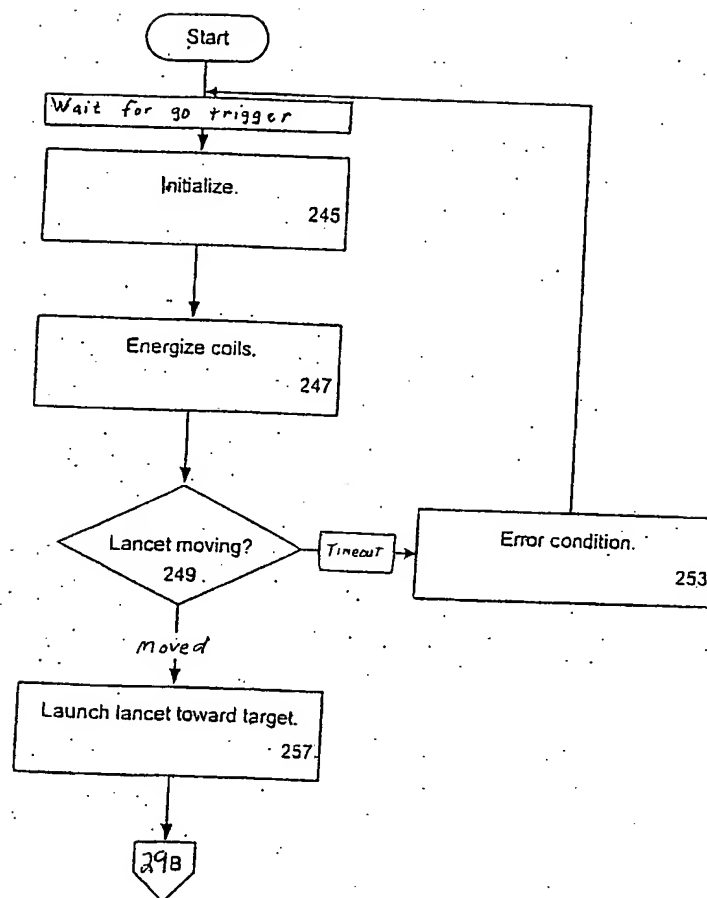 Start
Wait for go trigger
Initialize.
245
Energize coils.
247
Lancet moving?
249
Timeout
Error condition.
253
moved
Launch lancet toward target.
257
29B